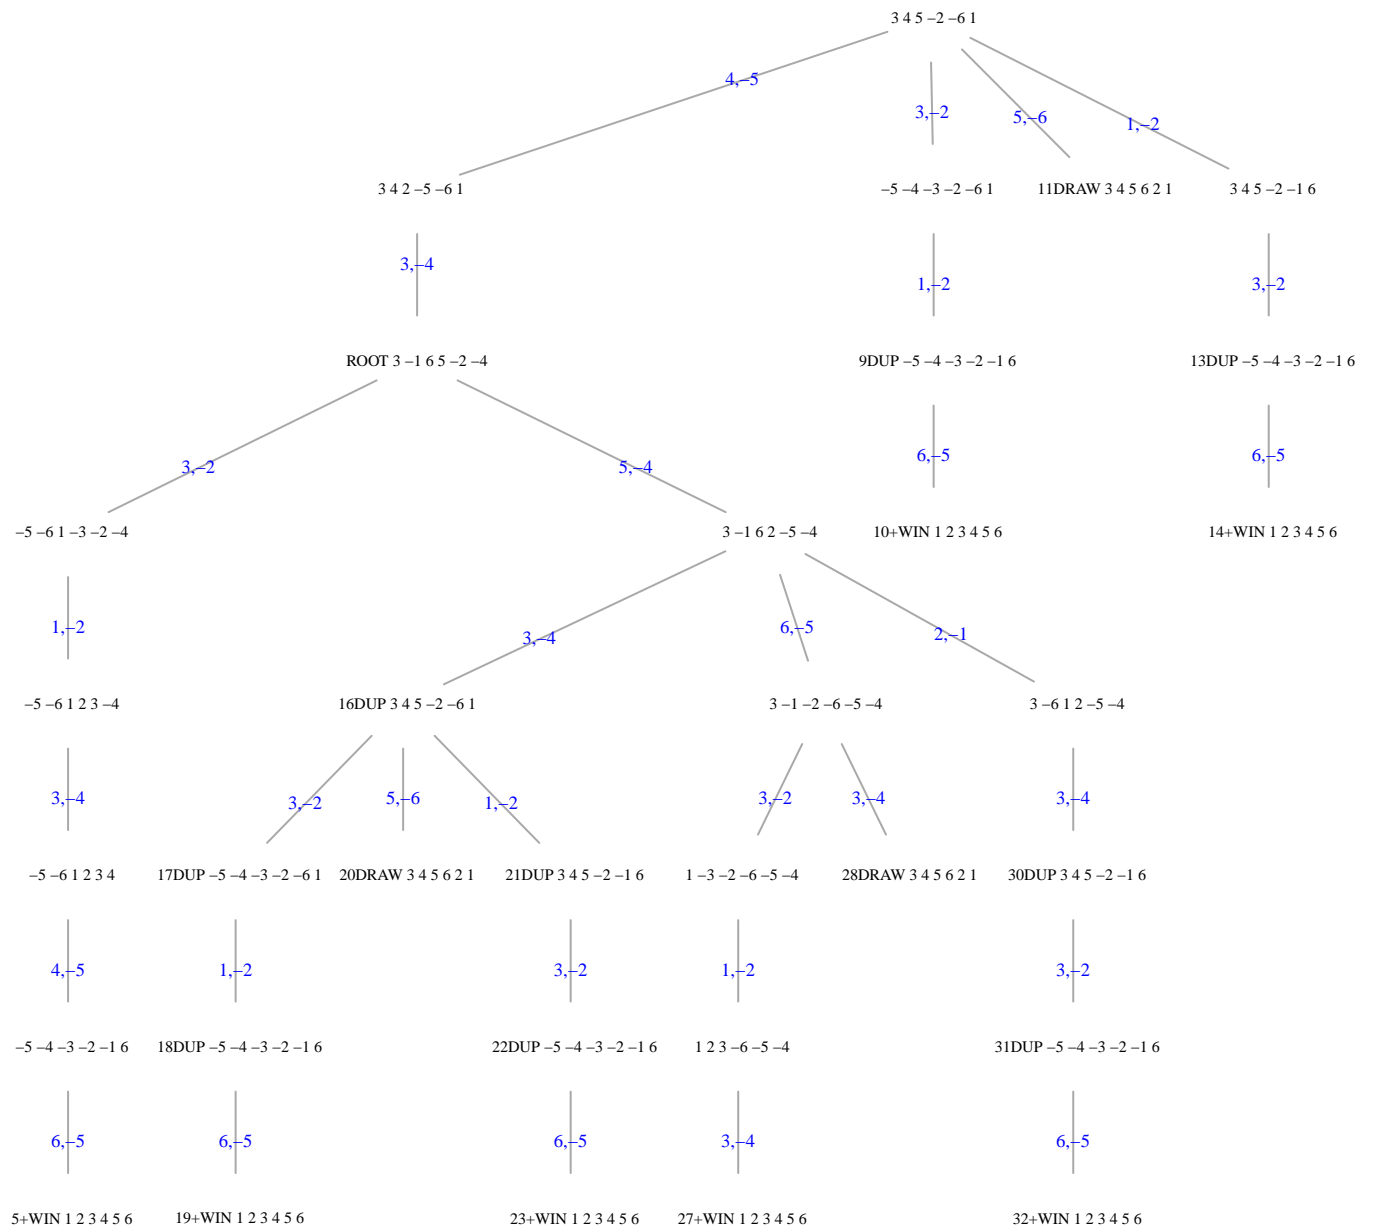 3 4 5 −2 −6 1
4,−5
3,−2
5,−6
1,−2
3 4 2 −5 −6 1
−5 −4 −3 −2 −6 1
11DRAW 3 4 5 6 2 1
3 4 5 −2 −1 6
3,−4
1,−2
3,−2
ROOT 3 −1 6 5 −2 −4
9DUP −5 −4 −3 −2 −1 6
13DUP −5 −4 −3 −2 −1 6
3,−2
5,−4
6,−5
6,−5
−5 −6 1 −3 −2 −4
3 −1 6 2 −5 −4
10+WIN 1 2 3 4 5 6
14+WIN 1 2 3 4 5 6
1,−2
3,−4
6,−5
2,−1
−5 −6 1 2 3 −4
16DUP 3 4 5 −2 −6 1
3 −1 −2 −6 −5 −4
3 −6 1 2 −5 −4
3,−4
3,−2
5,−6
1,−2
3,−2
3,−4
3,−4
−5 −6 1 2 3 4
17DUP −5 −4 −3 −2 −6 1
20DRAW 3 4 5 6 2 1
21DUP 3 4 5 −2 −1 6
1 −3 −2 −6 −5 −4
28DRAW 3 4 5 6 2 1
30DUP 3 4 5 −2 −1 6
4,−5
1,−2
3,−2
1,−2
3,−2
−5 −4 −3 −2 −1 6
18DUP −5 −4 −3 −2 −1 6
22DUP −5 −4 −3 −2 −1 6
1 2 3 −6 −5 −4
31DUP −5 −4 −3 −2 −1 6
6,−5
6,−5
6,−5
3,−4
6,−5
5+WIN 1 2 3 4 5 6
19+WIN 1 2 3 4 5 6
23+WIN 1 2 3 4 5 6
27+WIN 1 2 3 4 5 6
32+WIN 1 2 3 4 5 6